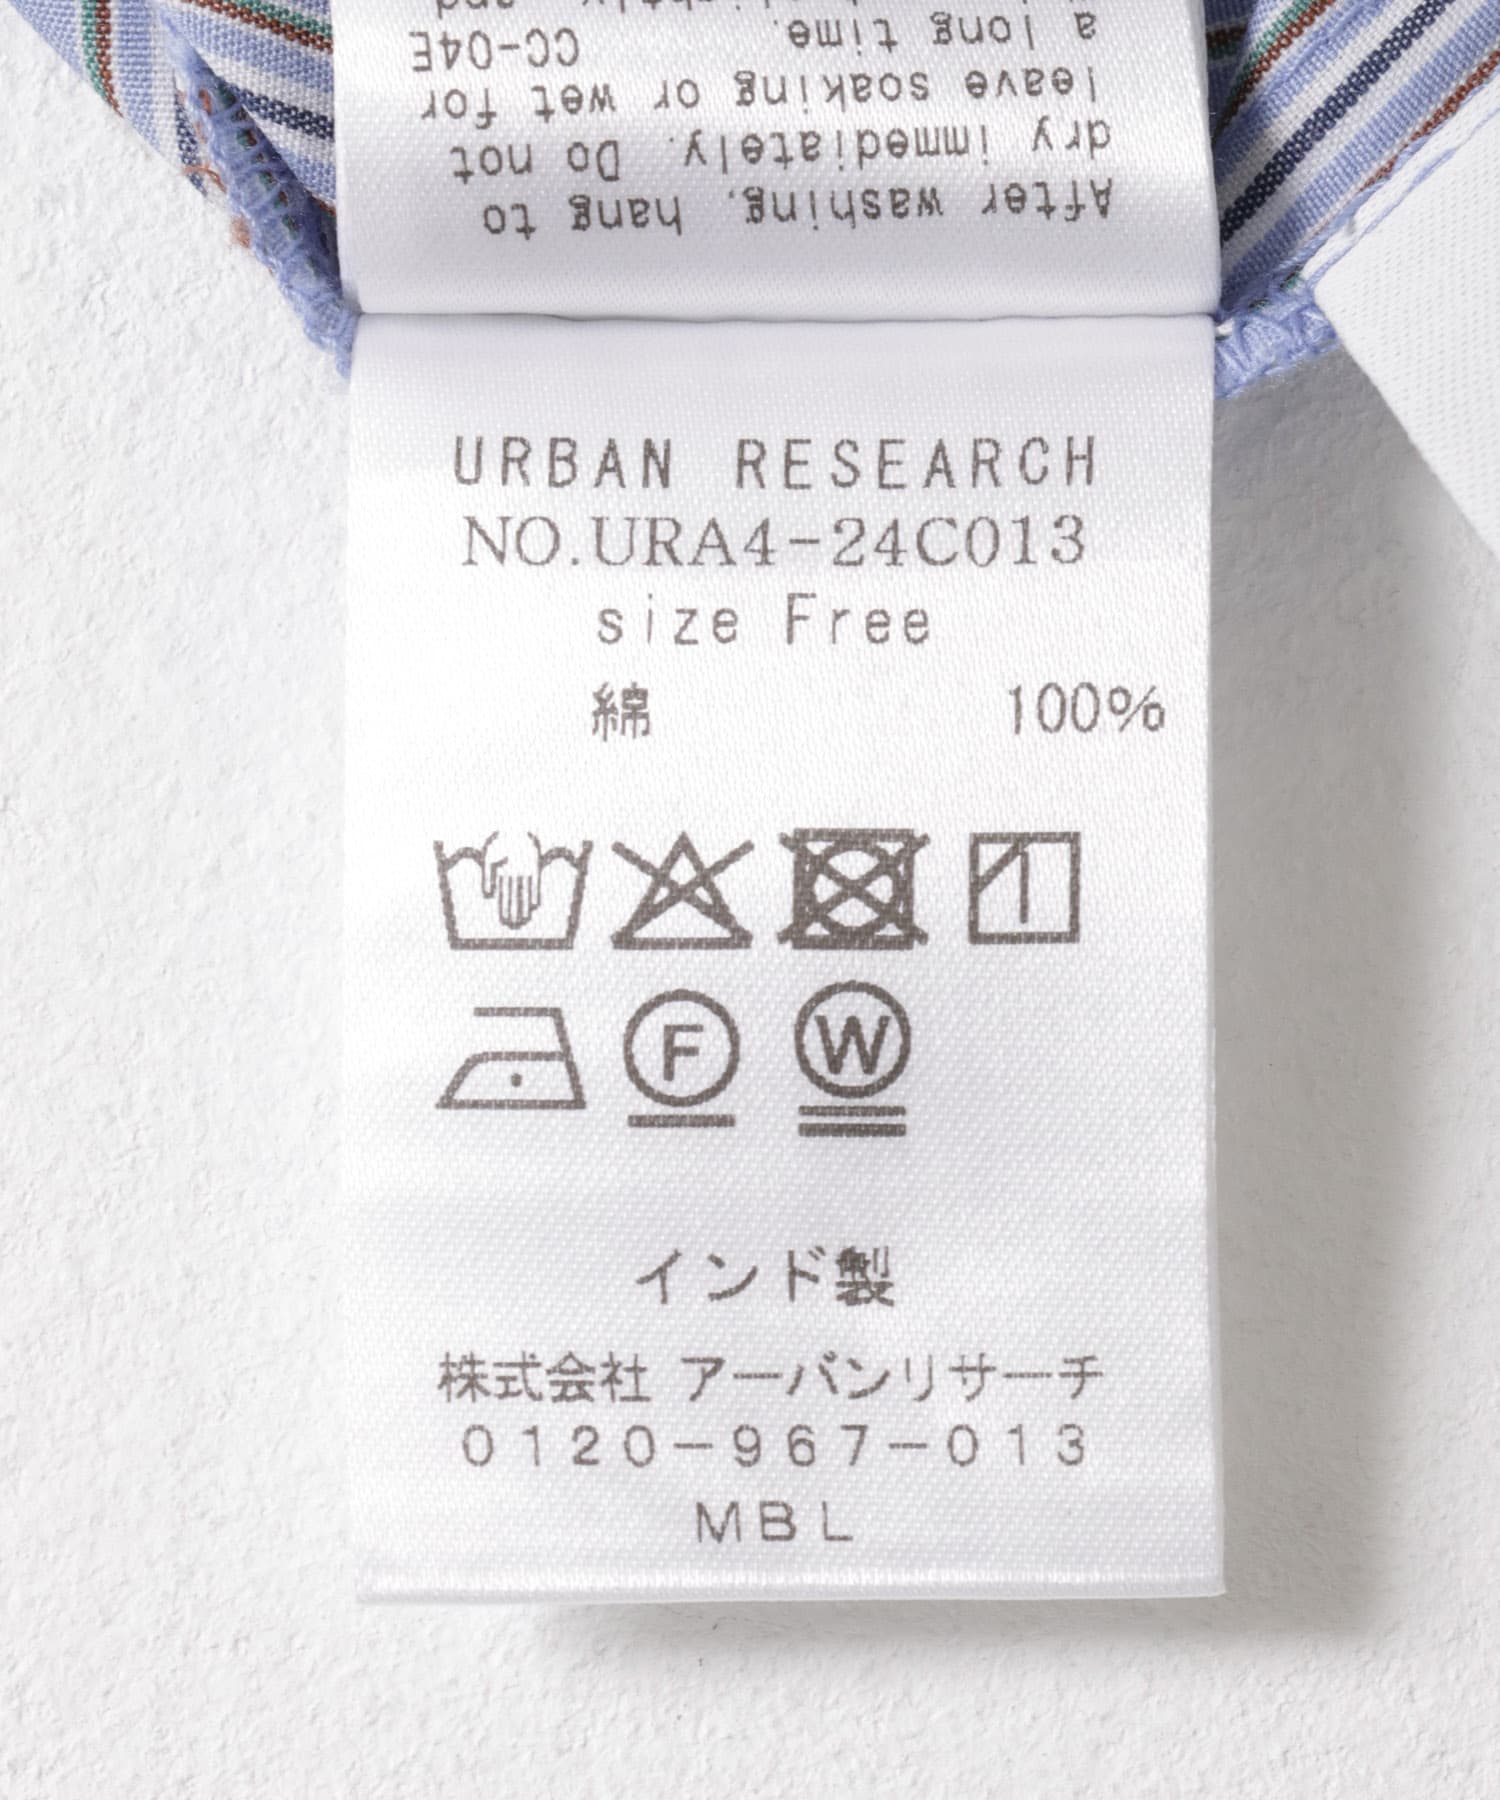 After washing, hang to
dry immediately. Do not
leave soaking or wet for
a long time.
CC-04E
URBAN RESEARCH
NO.URA4-24C013
size Free
綿 100%
F
W
インド製
株式会社 アーバンリサーチ
0120-967-013
MBL